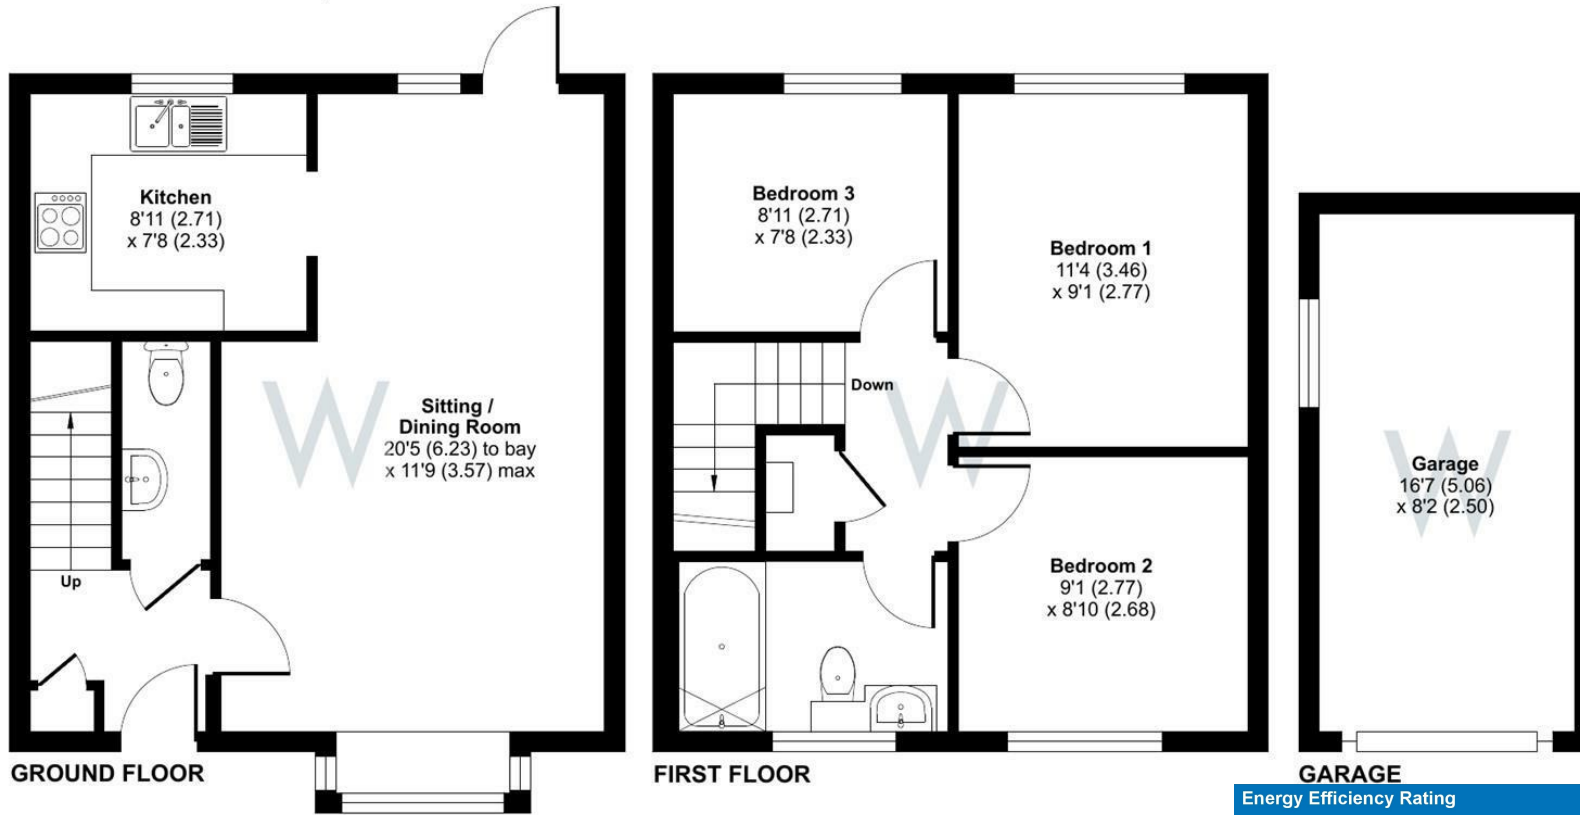 Kitchen
8'11 (2.71)
x 7'8 (2.33)
Sitting /
Dining Room
20'5 (6.23) to bay
x 11'9 (3.57) max
Up
GROUND FLOOR
Bedroom 3
8'11 (2.71)
x 7'8 (2.33)
Bedroom 1
11'4 (3.46)
x 9'1 (2.77)
Down
Bedroom 2
9'1 (2.77)
x 8'10 (2.68)
FIRST FLOOR
Garage
16'7 (5.06)
x 8'2 (2.50)
GARAGE
Energy Efficiency Rating
W
W
W